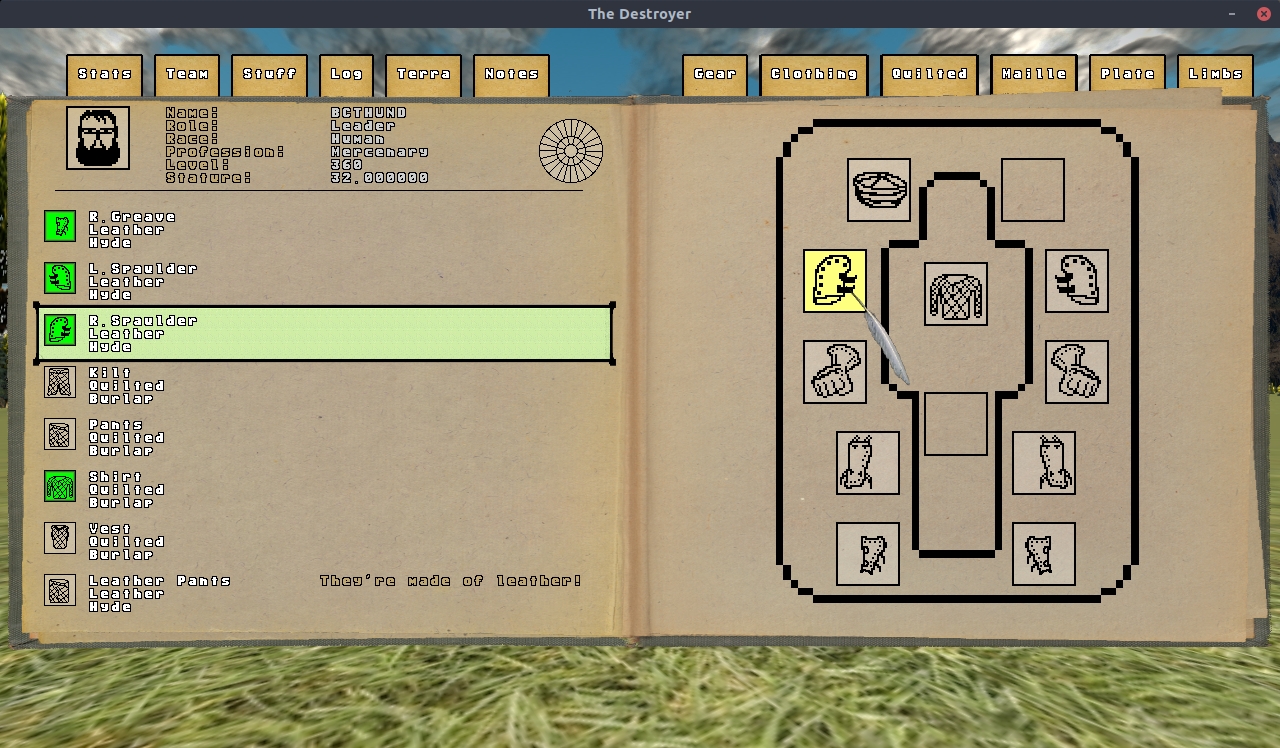 The Destroyer
Stats Team Stuff Log Terra Notes Gear Clothing Quilted Maille Plate Limbs
Name: BCTHUND
Role: Leader
Race: Human
Profession: Mercenary
Level: 360
Stature: 32.000000
R.Greave
Leather
Hyde
L.Spaulder
Leather
Hyde
R.Spaulder
Leather
Hyde
Kilt
Quilted
Burlap
Pants
Quilted
Burlap
Shirt
Quilted
Burlap
Vest
Quilted
Burlap
Leather Pants They're made of leather!
Leather
Hyde